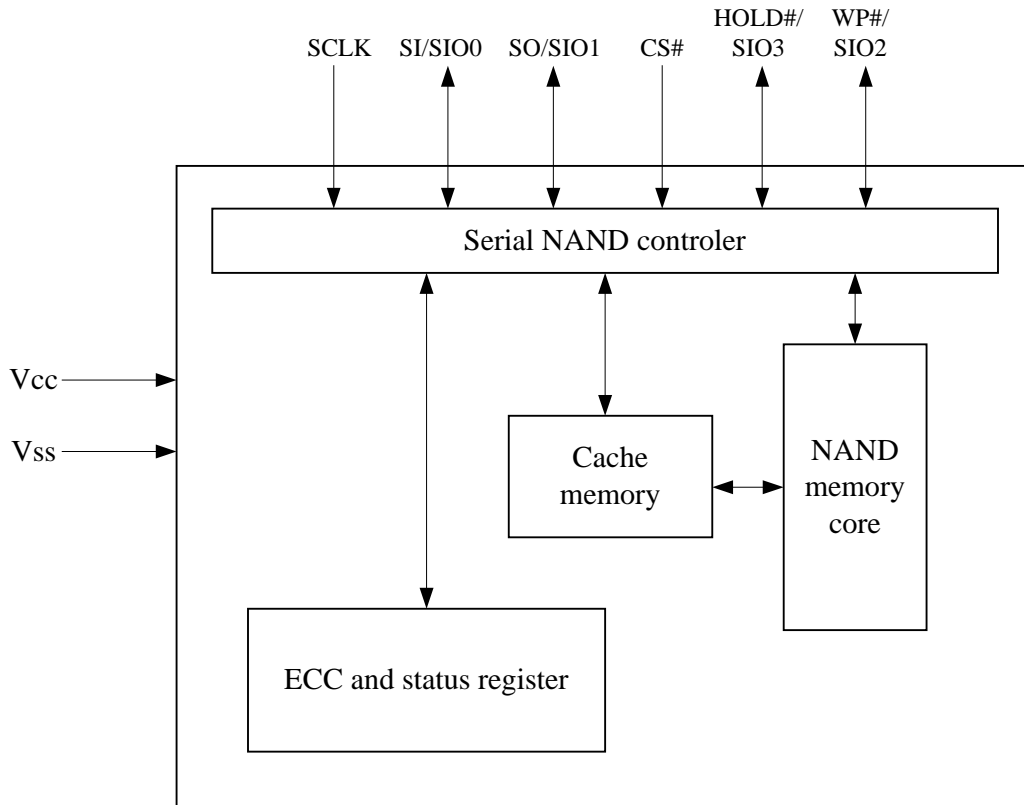 HOLD#/
WP#/
SCLK
SI/SIO0
SO/SIO1
CS#
SIO3
SIO2
Serial NAND controler
Vcc
Vss
Cache
memory
NAND
memory
core
ECC and status register